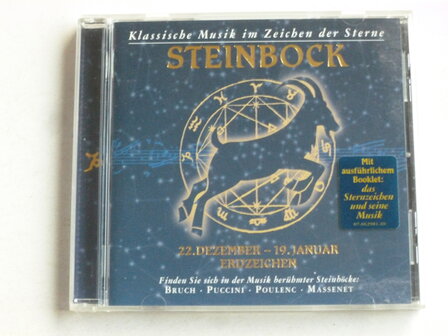 Klassische Musik im Zeichen der Sterne
STEINBOCK
Mit
ausführlichem
Booklet:
das
Sternzeichen
und seine
Musik
22. DEZEMBER – 19. JANUAR
ERDZEICHEN
Finden Sie sich in der Musik berühmter Steinböcke:
BRUCH · PUCCINI · POULENC · MASSENET